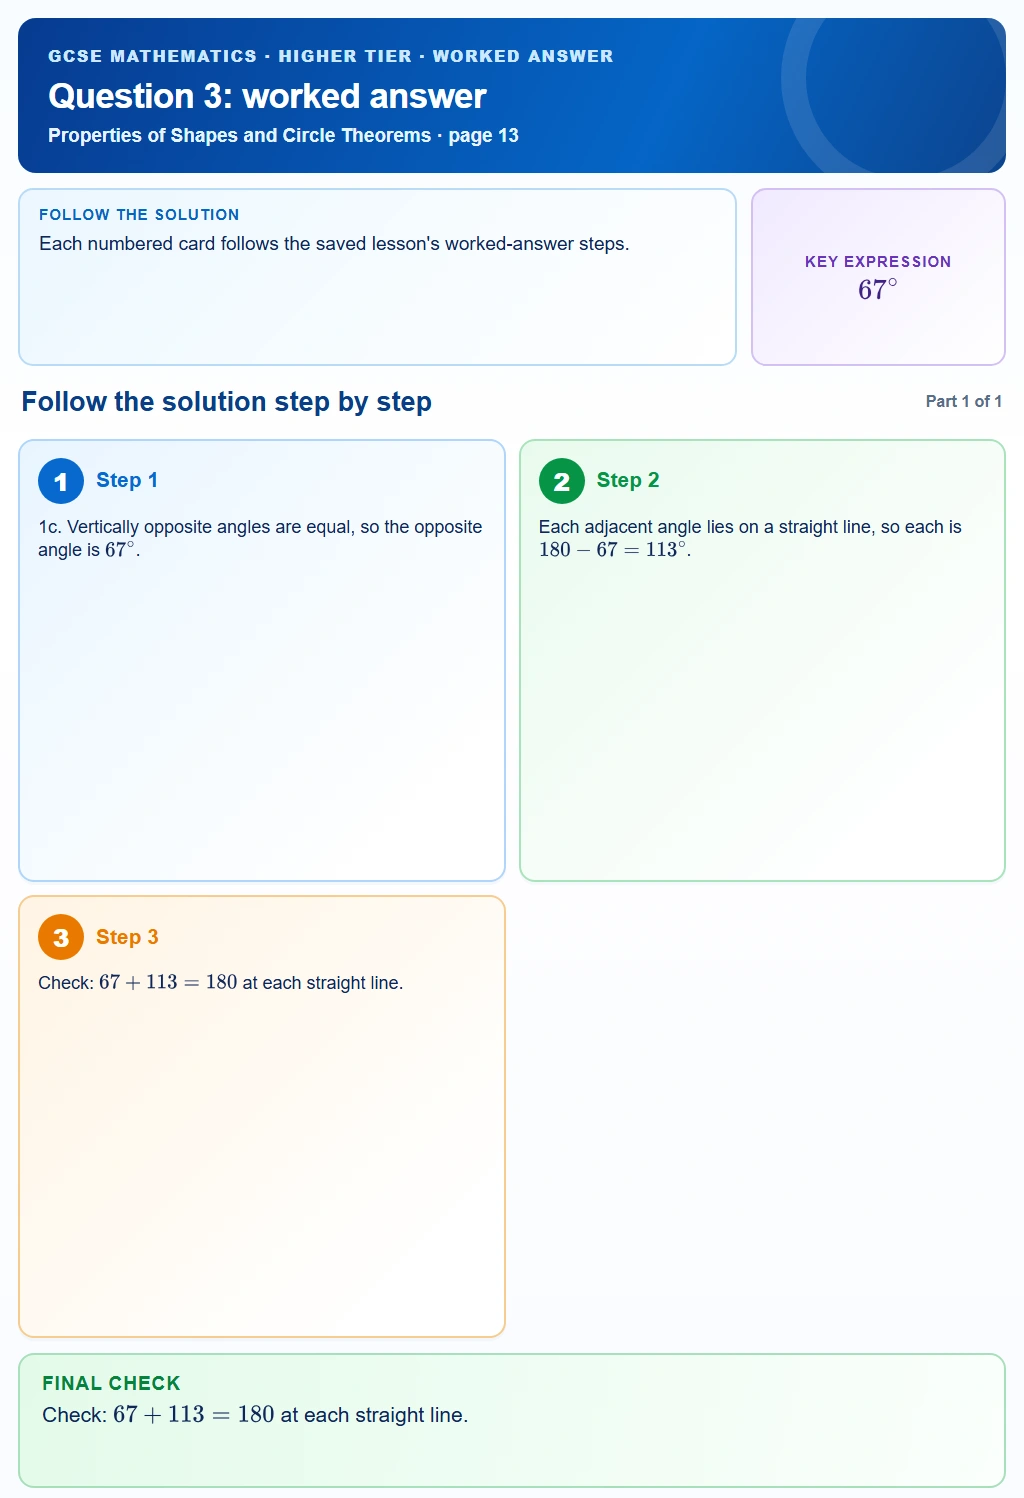 GCSE MATHEMATICS · HIGHER TIER · WORKED ANSWER
Question 3: worked answer
Properties of Shapes and Circle Theorems · page 13
FOLLOW THE SOLUTION
Each numbered card follows the saved lesson's worked-answer steps.
KEY EXPRESSION
67°
Follow the solution step by step
Part 1 of 1
1 Step 1
1c. Vertically opposite angles are equal, so the opposite
angle is 67°.
2 Step 2
Each adjacent angle lies on a straight line, so each is
180 − 67 = 113°.
3 Step 3
Check: 67 + 113 = 180 at each straight line.
FINAL CHECK
Check: 67 + 113 = 180 at each straight line.